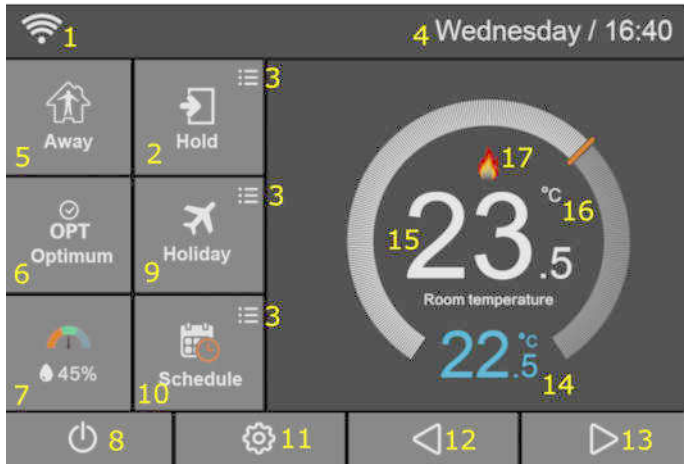 1
4 Wednesday / 16:40
3
5 Away
2 Hold
3
OPT
6 Optimum
9 Holiday
3
7 45%
10 Schedule
17
15 23.5 °C 16
Room temperature
22.5 °C 14
8
11
12
13